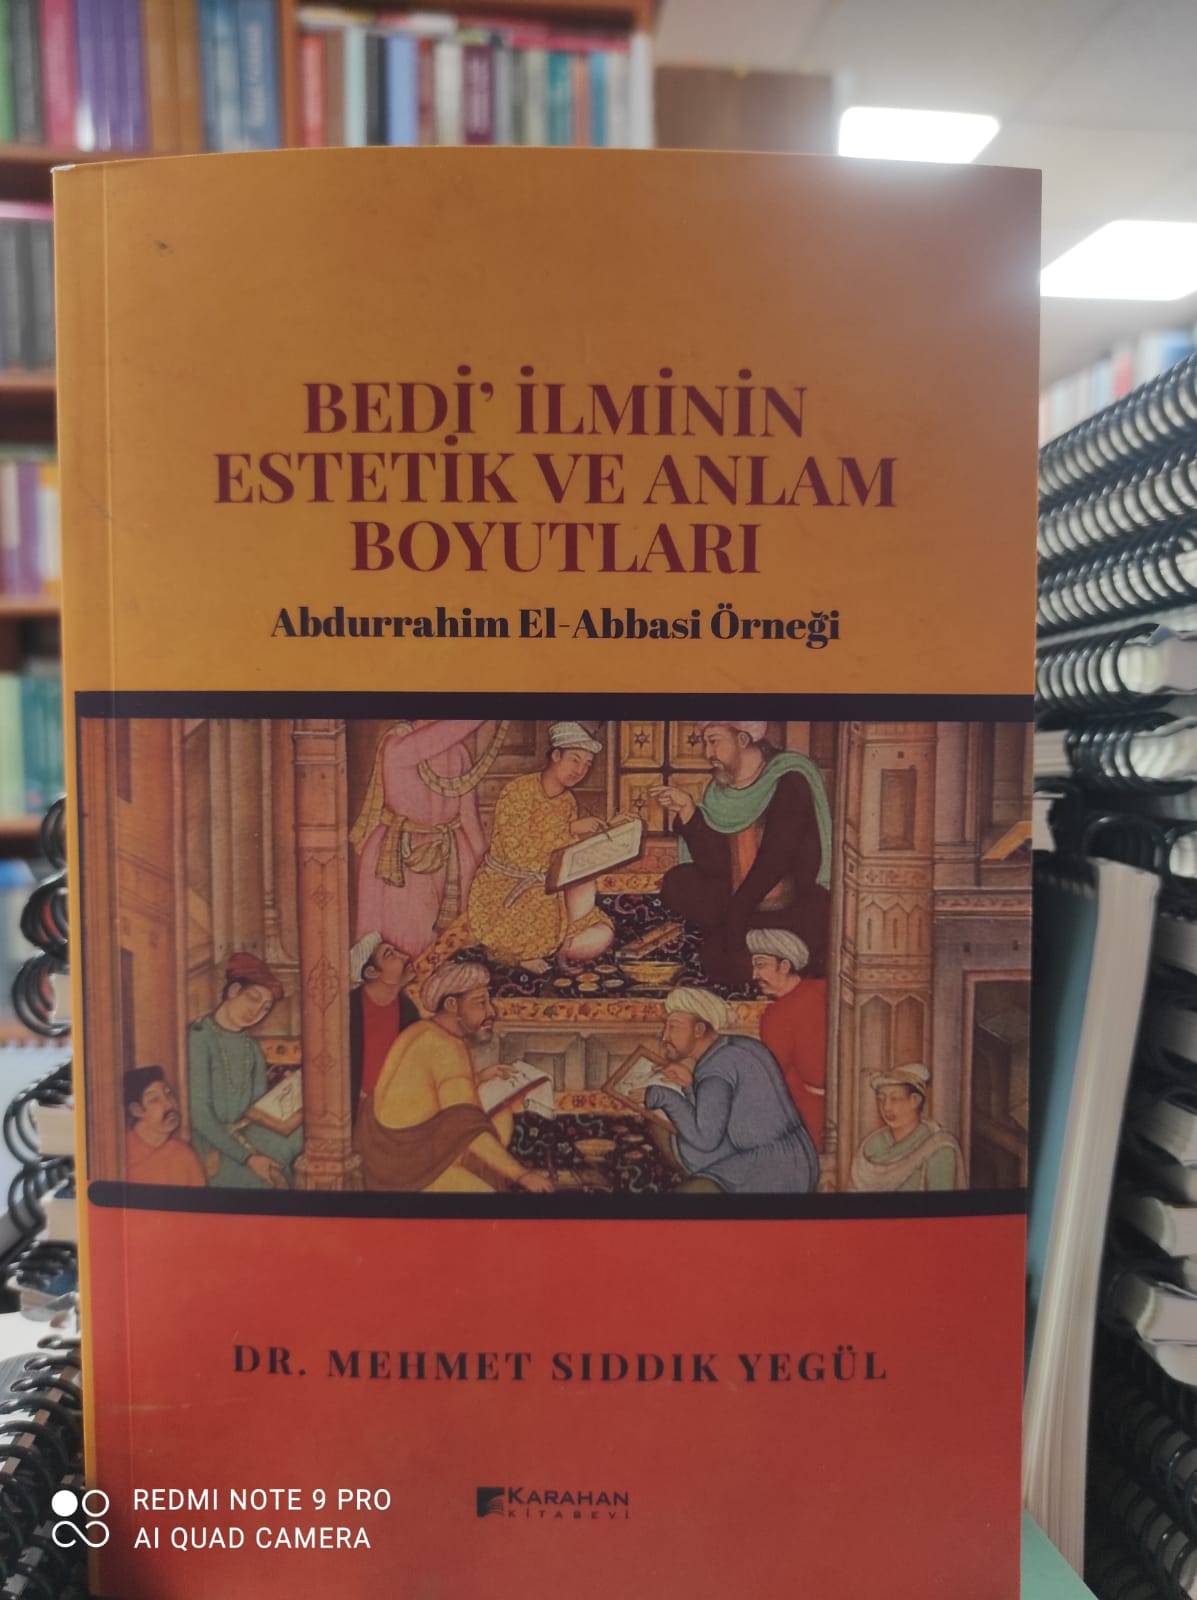 BEDİ’ İLMİNİN
ESTETİK VE ANLAM
BOYUTLARI
Abdurrahim El-Abbasi Örneği
DR. MEHMET SIDDIK YEGÜL
KARAHAN
KİTABEVİ
REDMI NOTE 9 PRO
AI QUAD CAMERA